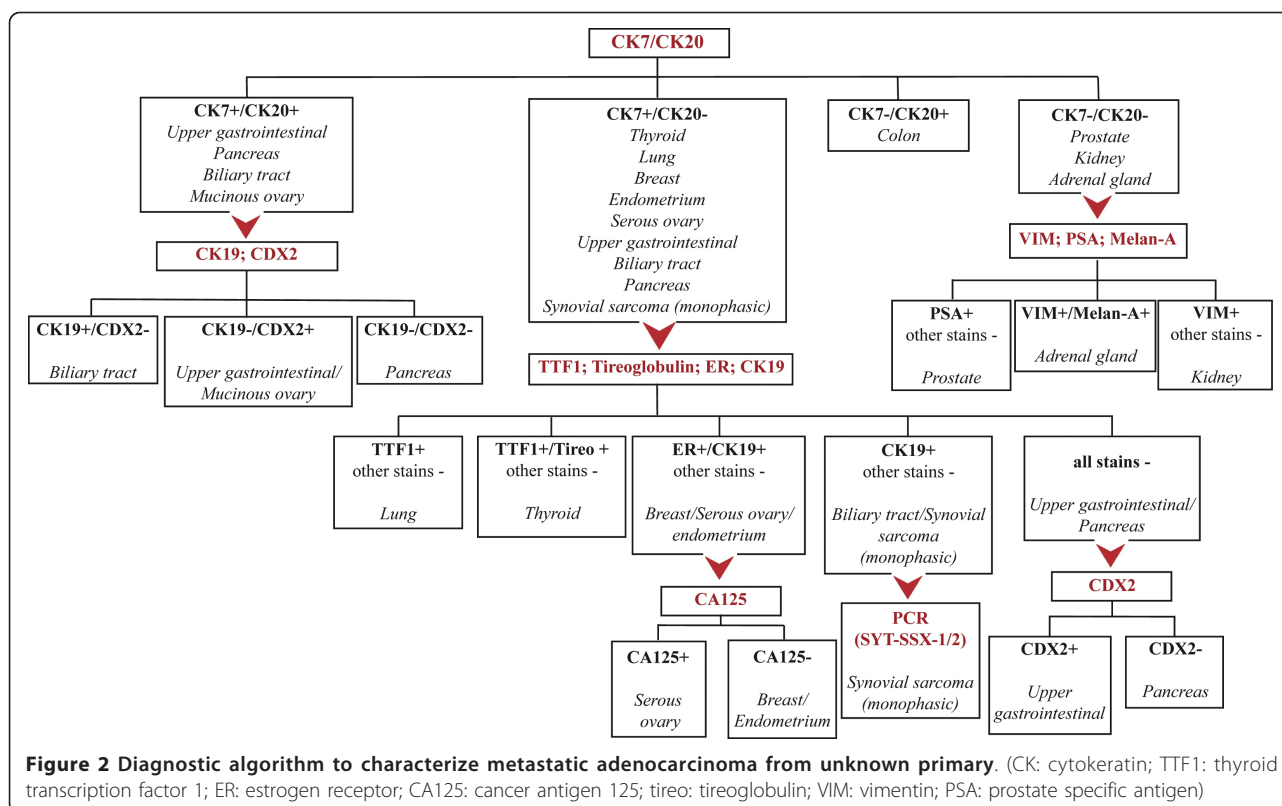 CK7/CK20
CK7+/CK20+
Upper gastrointestinal
Pancreas
Biliary tract
Mucinous ovary
CK7+/CK20-
Thyroid
Lung
Breast
Endometrium
Serous ovary
Upper gastrointestinal
Biliary tract
Pancreas
Synovial sarcoma (monophasic)
CK7-/CK20+
Colon
CK7-/CK20-
Prostate
Kidney
Adrenal gland
CK19; CDX2
VIM; PSA; Melan-A
CK19+/CDX2-
Biliary tract
CK19-/CDX2+
Upper gastrointestinal/
Mucinous ovary
CK19-/CDX2-
Pancreas
PSA+
other stains -
Prostate
VIM+/Melan-A+
Adrenal gland
VIM+
other stains -
Kidney
TTF1; Tireoglobulin; ER; CK19
TTF1+
other stains -
Lung
TTF1+/Tireo +
other stains -
Thyroid
ER+/CK19+
other stains -
Breast/Serous ovary/
endometrium
CK19+
other stains -
Biliary tract/Synovial
sarcoma
(monophasic)
all stains -
Upper gastrointestinal/
Pancreas
CA125
PCR
(SYT-SSX-1/2)
Synovial sarcoma
(monophasic)
CDX2
CA125+
Serous
ovary
CA125-
Breast/
Endometrium
CDX2+
Upper
gastrointestinal
CDX2-
Pancreas
Figure 2 Diagnostic algorithm to characterize metastatic adenocarcinoma from unknown primary. (CK: cytokeratin; TTF1: thyroid
transcription factor 1; ER: estrogen receptor; CA125: cancer antigen 125; tireo: tireoglobulin; VIM: vimentin; PSA: prostate specific antigen)